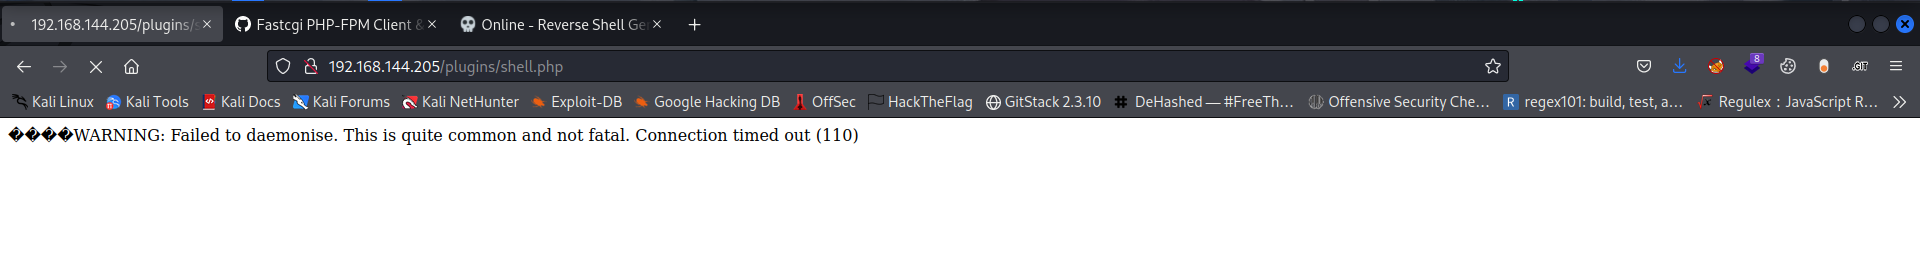 192.168.144.205/plugins/s
Fastcgi PHP-FPM Client &
Online - Reverse Shell Ge
192.168.144.205/plugins/shell.php
8
.GIT
Kali Linux
Kali Tools
Kali Docs
Kali Forums
Kali NetHunter
Exploit-DB
Google Hacking DB
OffSec
HackTheFlag
GitStack 2.3.10
DeHashed — #FreeTh…
Offensive Security Che…
R regex101: build, test, a…
Regulex : JavaScript R…
����WARNING: Failed to daemonise. This is quite common and not fatal. Connection timed out (110)